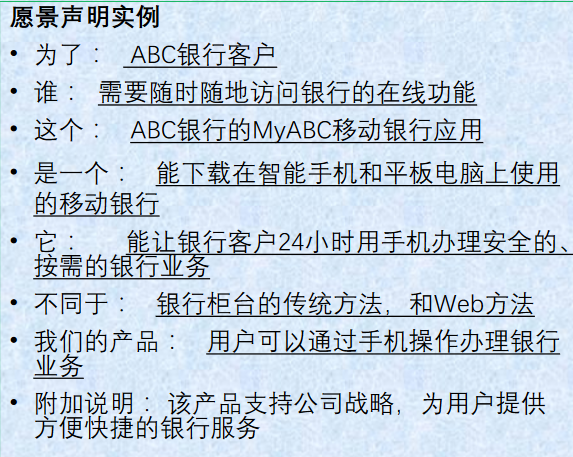 愿景声明实例
• 为了： ABC银行客户
• 谁： 需要随时随地访问银行的在线功能
• 这个： ABC银行的MyABC移动银行应用
• 是一个： 能下载在智能手机和平板电脑上使用
的移动银行
• 它： 能让银行客户24小时用手机办理安全的、
按需的银行业务
• 不同于： 银行柜台的传统方法，和Web方法
• 我们的产品： 用户可以通过手机操作办理银行
业务
• 附加说明：该产品支持公司战略，为用户提供
方便快捷的银行服务